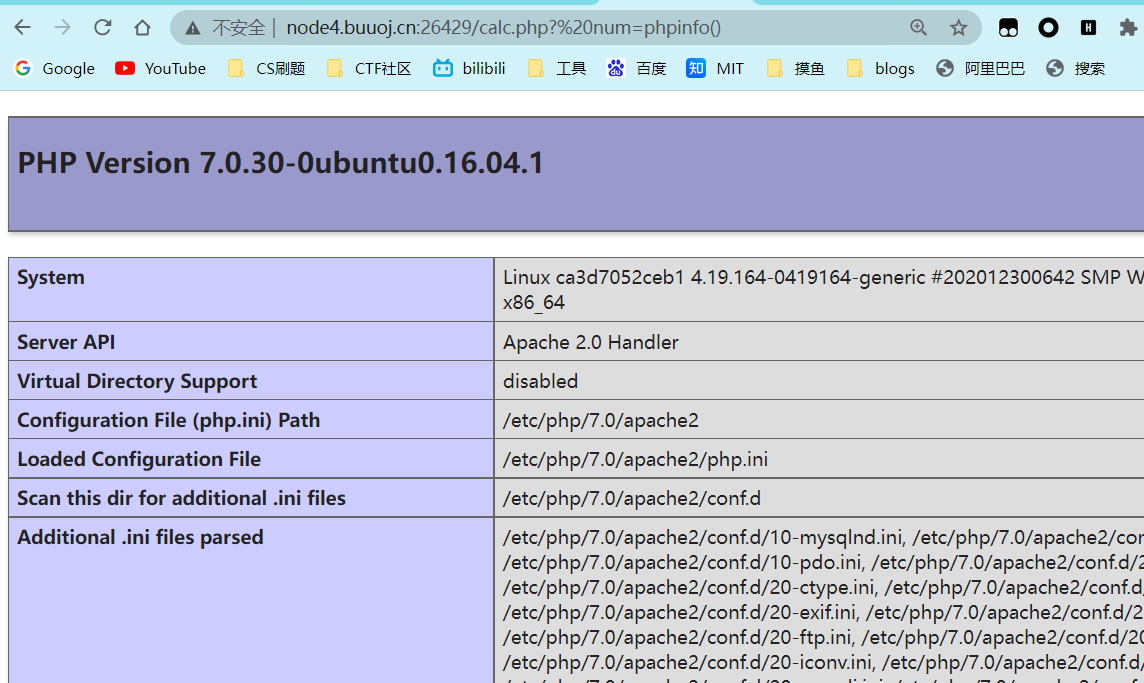 不安全 node4.buuoj.cn:26429/calc.php?%20num=phpinfo()
Google YouTube CS刷题 CTF社区 bilibili 工具 百度 知 MIT 摸鱼 blogs 阿里巴巴 搜索
PHP Version 7.0.30-0ubuntu0.16.04.1
System
Linux ca3d7052ceb1 4.19.164-0419164-generic #202012300642 SMP W
x86_64
Server API Apache 2.0 Handler
Virtual Directory Support disabled
Configuration File (php.ini) Path /etc/php/7.0/apache2
Loaded Configuration File /etc/php/7.0/apache2/php.ini
Scan this dir for additional .ini files /etc/php/7.0/apache2/conf.d
Additional .ini files parsed
/etc/php/7.0/apache2/conf.d/10-mysqlnd.ini, /etc/php/7.0/apache2/con
/etc/php/7.0/apache2/conf.d/10-pdo.ini, /etc/php/7.0/apache2/conf.d/2
/etc/php/7.0/apache2/conf.d/20-ctype.ini, /etc/php/7.0/apache2/conf.d/
/etc/php/7.0/apache2/conf.d/20-exif.ini, /etc/php/7.0/apache2/conf.d/2
/etc/php/7.0/apache2/conf.d/20-ftp.ini, /etc/php/7.0/apache2/conf.d/20
/etc/php/7.0/apache2/conf.d/20-iconv.ini, /etc/php/7.0/apache2/conf.d